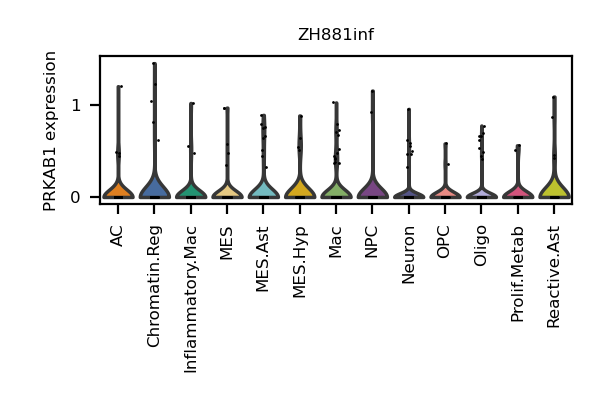 ZH881inf
PRKAB1 expression
1
0
AC
Chromatin.Reg
Inflammatory.Mac
MES
MES.Ast
MES.Hyp
Mac
NPC
Neuron
OPC
Oligo
Prolif.Metab
Reactive.Ast